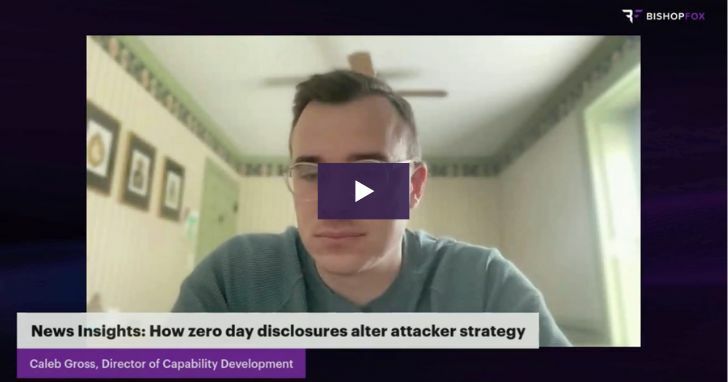 BISHOPFOX
News Insights: How zero day disclosures alter attacker strategy
Caleb Gross, Director of Capability Development